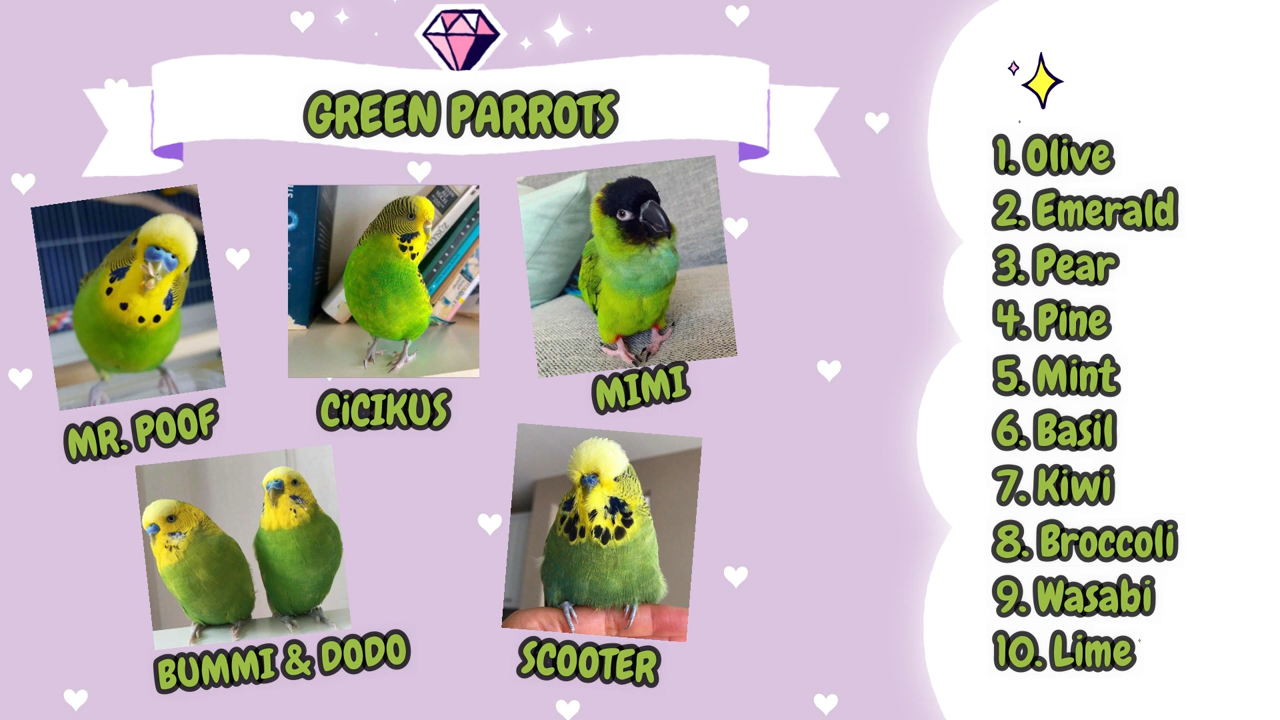 GREEN PARROTS
MR. POOF
CiCIKUS
MIMI
BUMMI & DODO
SCOOTER
1. Olive
2. Emerald
3. Pear
4. Pine
5. Mint
6. Basil
7. Kiwi
8. Broccoli
9. Wasabi
10. Lime